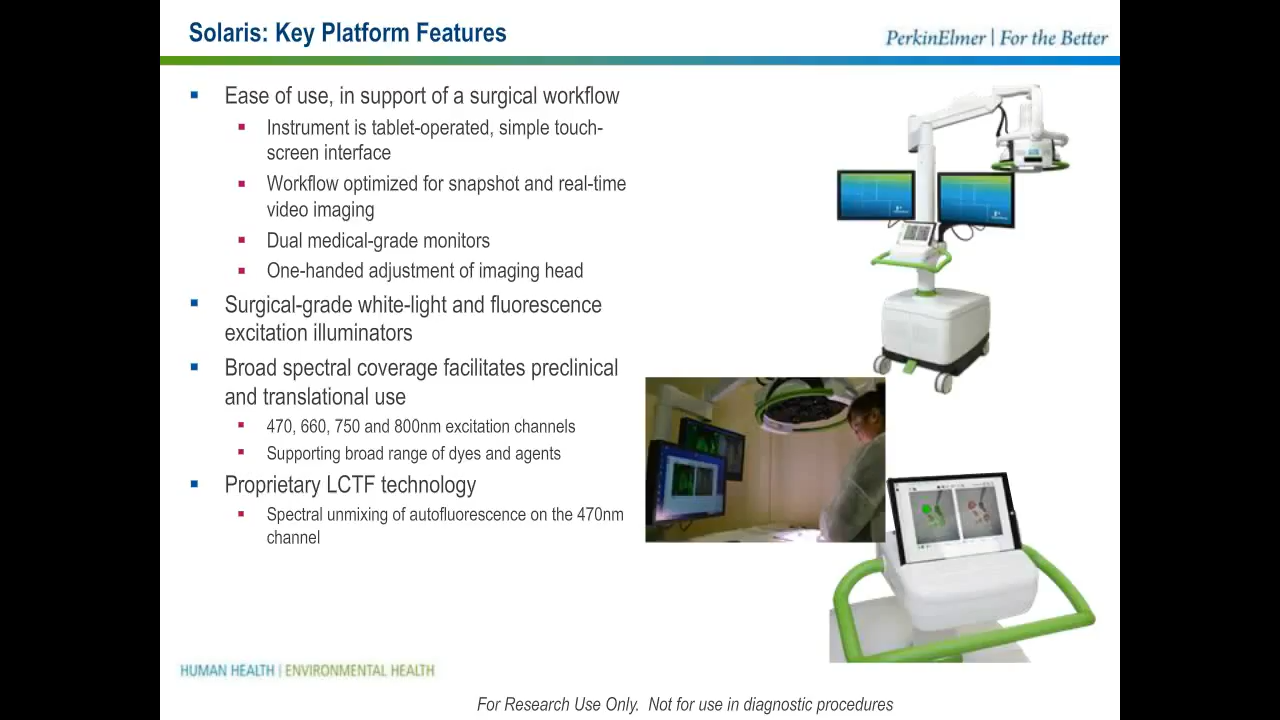 Solaris: Key Platform Features
PerkinElmer | For the Better
▪ Ease of use, in support of a surgical workflow
▪ Instrument is tablet-operated, simple touch-
screen interface
▪ Workflow optimized for snapshot and real-time
video imaging
▪ Dual medical-grade monitors
▪ One-handed adjustment of imaging head
▪ Surgical-grade white-light and fluorescence
excitation illuminators
▪ Broad spectral coverage facilitates preclinical
and translational use
▪ 470, 660, 750 and 800nm excitation channels
▪ Supporting broad range of dyes and agents
▪ Proprietary LCTF technology
▪ Spectral unmixing of autofluorescence on the 470nm
channel
HUMAN HEALTH | ENVIRONMENTAL HEALTH
For Research Use Only. Not for use in diagnostic procedures